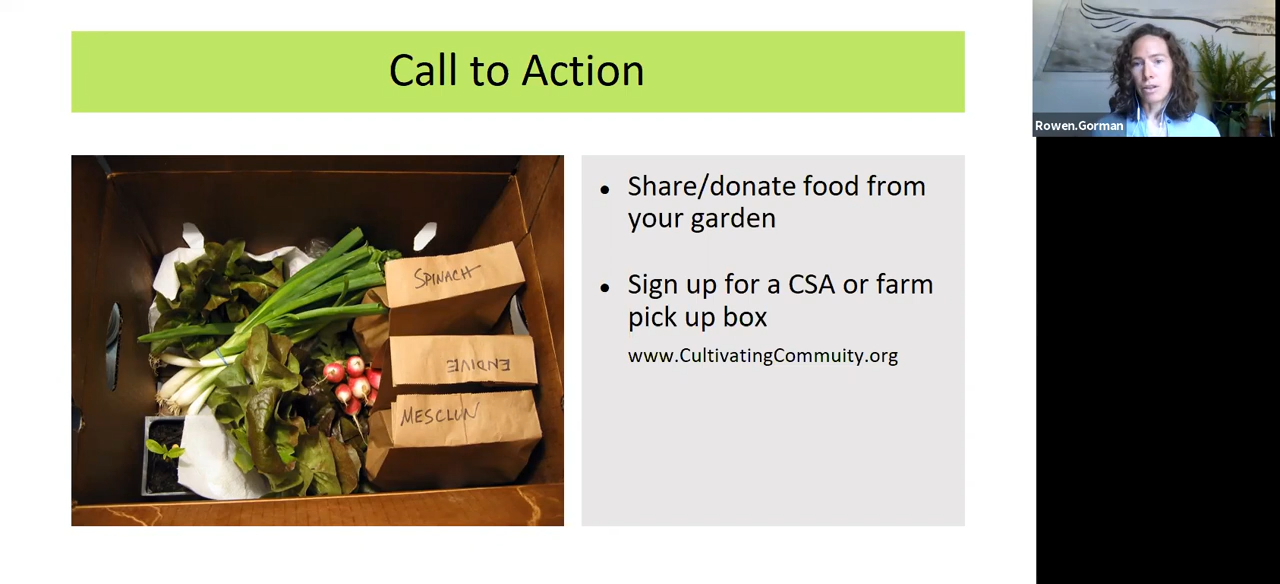 Call to Action
Rowen.Gorman
SPINACH
ENDIVE
MESCLUN
• Share/donate food from
your garden
• Sign up for a CSA or farm
pick up box
www.CultivatingCommuity.org